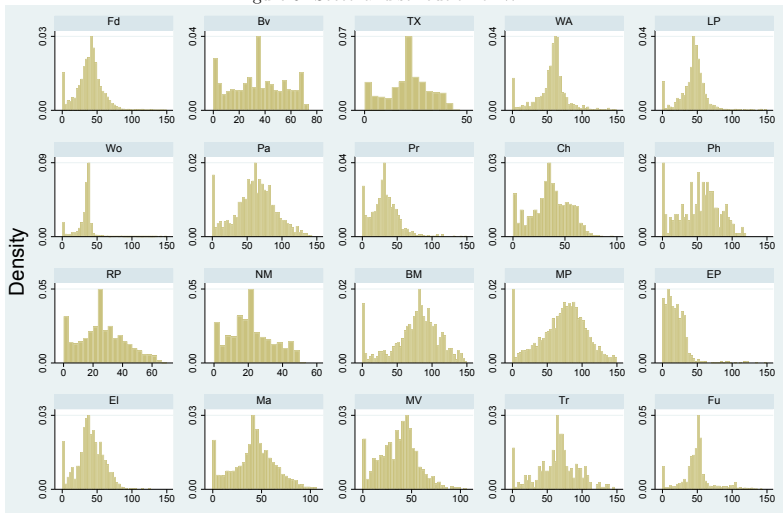 Density
Fd Bv TX WA LP
0.00 0.03 0.00 0.04 0.00 0.07 0.00 0.04 0.00 0.04
0 50 100 150 0 20 40 60 80 0 50 0 50 100 150 0 50 100 150
Wo Pa Pr Ch Ph
0.00 0.09 0.00 0.02 0.00 0.04 0.00 0.03 0.00 0.02
0 50 100 150 0 50 100 150 0 50 100 150 0 50 100 0 50 100 150
RP NM BM MP EP
0.00 0.05 0.00 0.05 0.00 0.02 0.00 0.02 0.00 0.03
0 20 40 60 0 20 40 60 0 50 100 150 0 50 100 150 0 50 100 150
El Ma MV Tr Fu
0.00 0.03 0.00 0.03 0.00 0.03 0.00 0.03 0.00 0.05
0 50 100 150 0 50 100 0 50 100 0 50 100 150 0 50 100 150